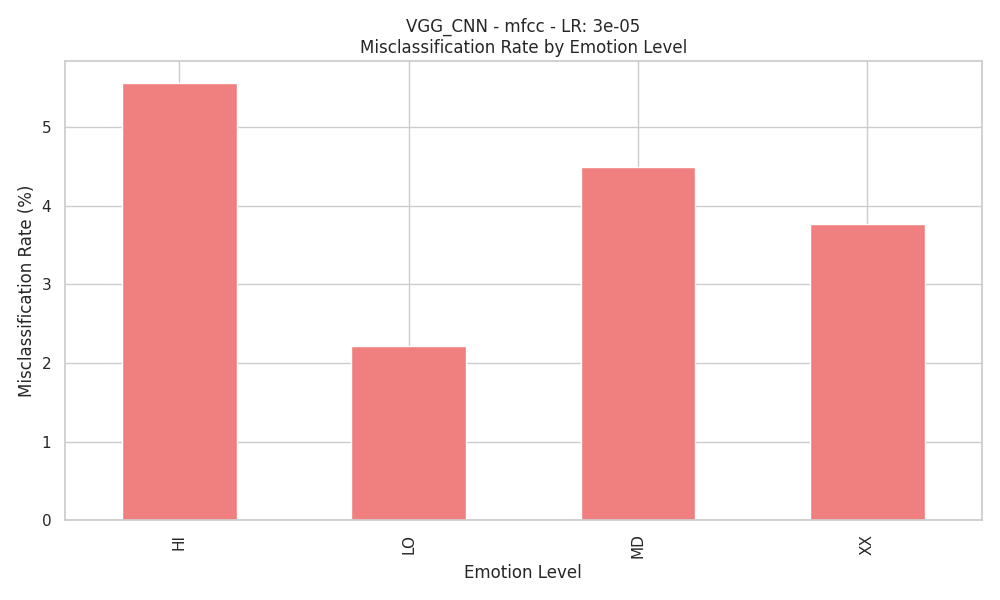 VGG_CNN - mfcc - LR: 3e-05
Misclassification Rate by Emotion Level
Misclassification Rate (%)
5
4
3
2
1
0
HI
LO
MD
XX
Emotion Level